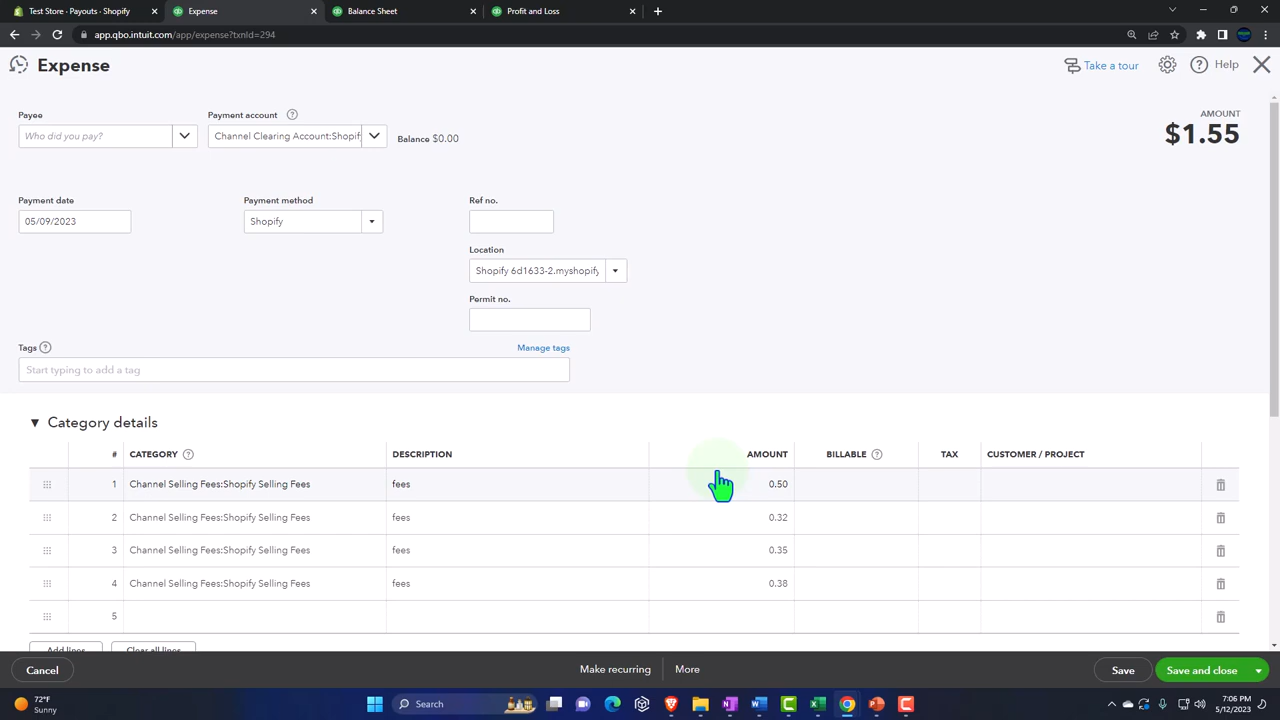 Test Store - Payouts - Shopify
Expense
Balance Sheet
Profit and Loss
app.qbo.intuit.com/app/expense?txnId=294
Expense
Take a tour
Help
Payee
Payment account
AMOUNT
Who did you pay?
Channel Clearing Account:Shopif
Balance $0.00
$1.55
Payment date
Payment method
Ref no.
05/09/2023
Shopify
Location
Shopify 6d1633-2.myshopify
Permit no.
Tags
Manage tags
Start typing to add a tag
Category details
# CATEGORY DESCRIPTION AMOUNT BILLABLE TAX CUSTOMER / PROJECT
1 Channel Selling Fees:Shopify Selling Fees fees 0.50
2 Channel Selling Fees:Shopify Selling Fees fees 0.32
3 Channel Selling Fees:Shopify Selling Fees fees 0.35
4 Channel Selling Fees:Shopify Selling Fees fees 0.38
5
Add lines Clear all lines
Cancel Make recurring More Save Save and close
72°F
Sunny
Search
7:06 PM
5/12/2023